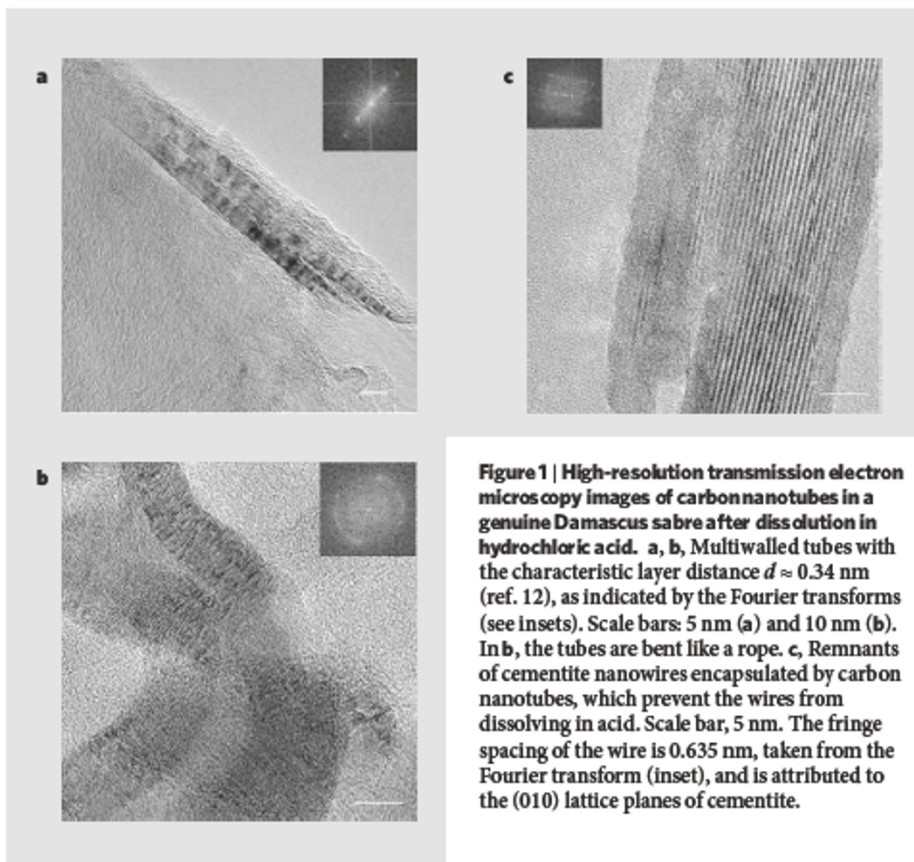 a
c
b
Figure 1 | High-resolution transmission electron
microscopy images of carbon nanotubes in a
genuine Damascus sabre after dissolution in
hydrochloric acid. a, b, Multiwalled tubes with
the characteristic layer distance d ≈ 0.34 nm
(ref. 12), as indicated by the Fourier transforms
(see insets). Scale bars: 5 nm (a) and 10 nm (b).
In b, the tubes are bent like a rope. c, Remnants
of cementite nanowires encapsulated by carbon
nanotubes, which prevent the wires from
dissolving in acid. Scale bar, 5 nm. The fringe
spacing of the wire is 0.635 nm, taken from the
Fourier transform (inset), and is attributed to
the (010) lattice planes of cementite.